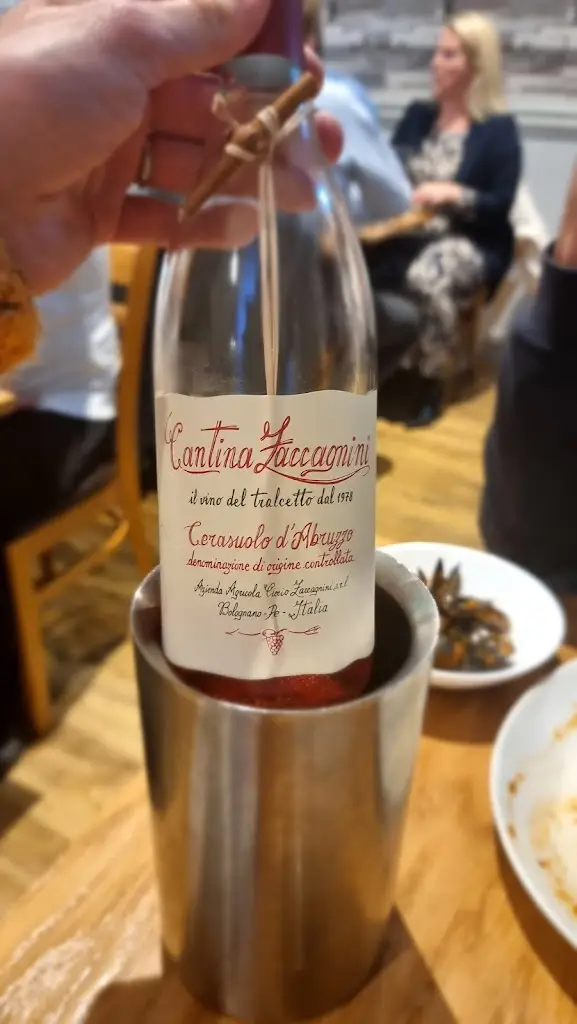 Cantina Zaccagnini
il vino del tralcetto dal 1978
Cerasuolo d'Abruzzo
denominazione di origine controllata
Azienda Agricola Ciccio Zaccagnini s.r.l.
Bolognano-Pe-Italia